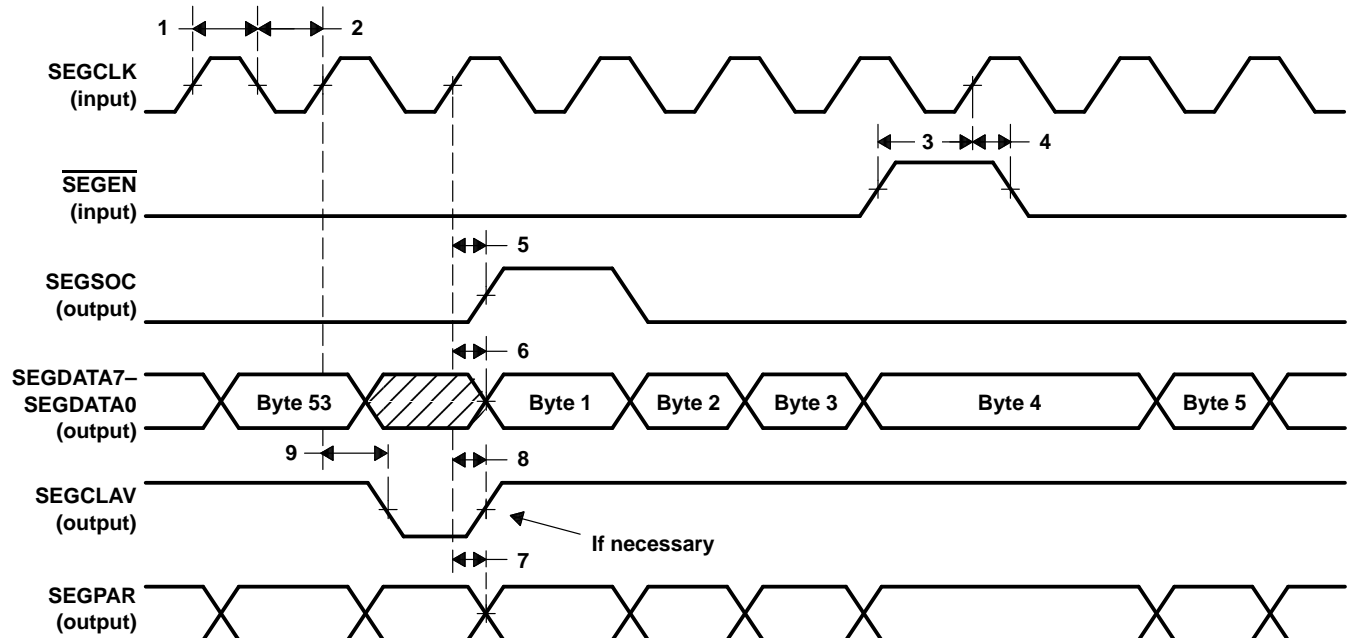 1
2
SEGCLK
(input)
3
4
SEGEN
(input)
5
SEGSOC
(output)
6
SEGDATA7–
SEGDATA0
(output)
Byte 53
Byte 1
Byte 2
Byte 3
Byte 4
Byte 5
9
8
SEGCLAV
(output)
If necessary
7
SEGPAR
(output)